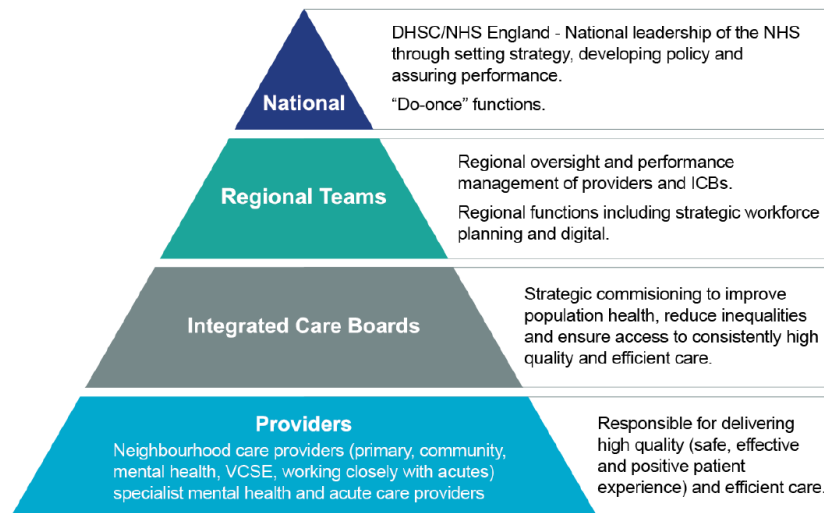 National
DHSC/NHS England - National leadership of the NHS
through setting strategy, developing policy and
assuring performance.
“Do-once” functions.
Regional Teams
Regional oversight and performance
management of providers and ICBs.
Regional functions including strategic workforce
planning and digital.
Integrated Care Boards
Strategic commisioning to improve
population health, reduce inequalities
and ensure access to consistently high
quality and efficient care.
Providers
Neighbourhood care providers (primary, community,
mental health, VCSE, working closely with acutes)
specialist mental health and acute care providers
Responsible for delivering
high quality (safe, effective
and positive patient
experience) and efficient care.